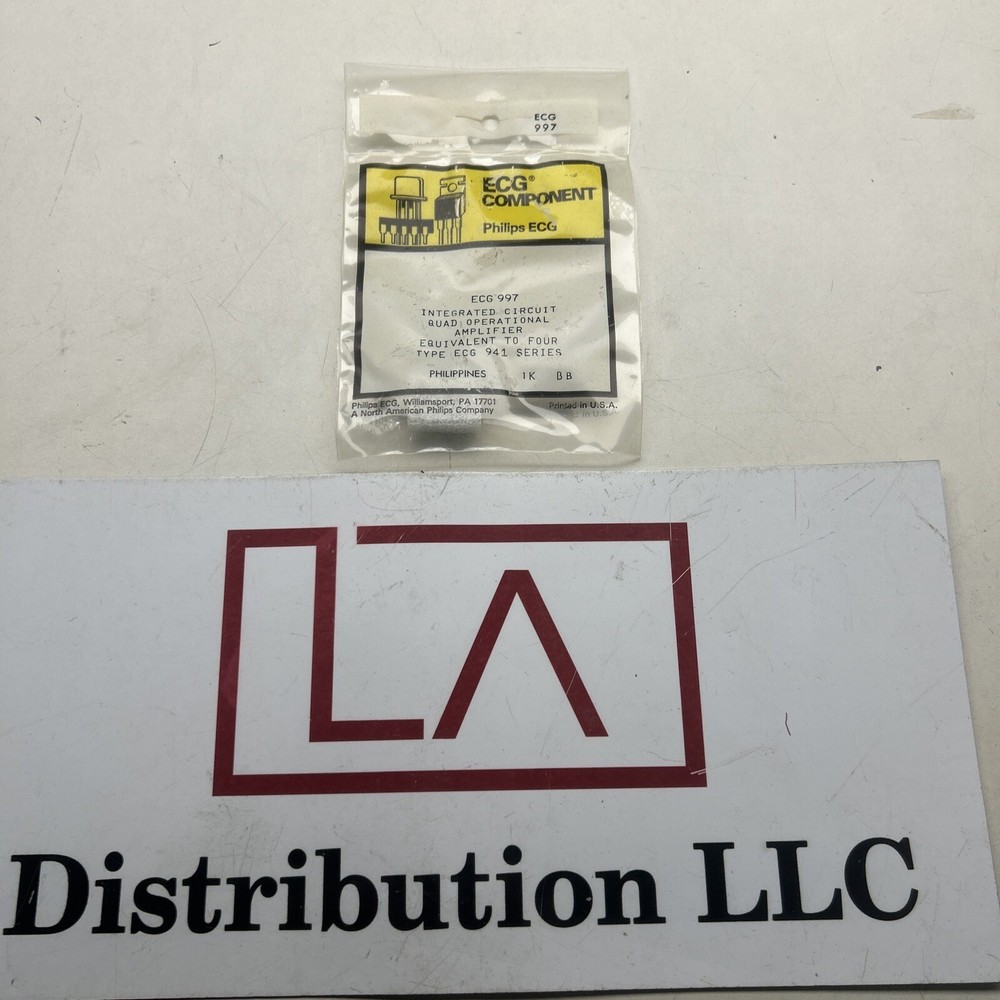 ECG
997
ECG®
COMPONENT
Philips ECG
ECG 997
INTEGRATED CIRCUIT
QUAD OPERATIONAL
AMPLIFIER
EQUIVALENT TO FOUR
TYPE ECG 941 SERIES
PHILIPPINES 1K BB
Philips ECG, Williamsport, PA 17701
A North American Philips Company
Printed in U.S.A.
LA
Distribution LLC